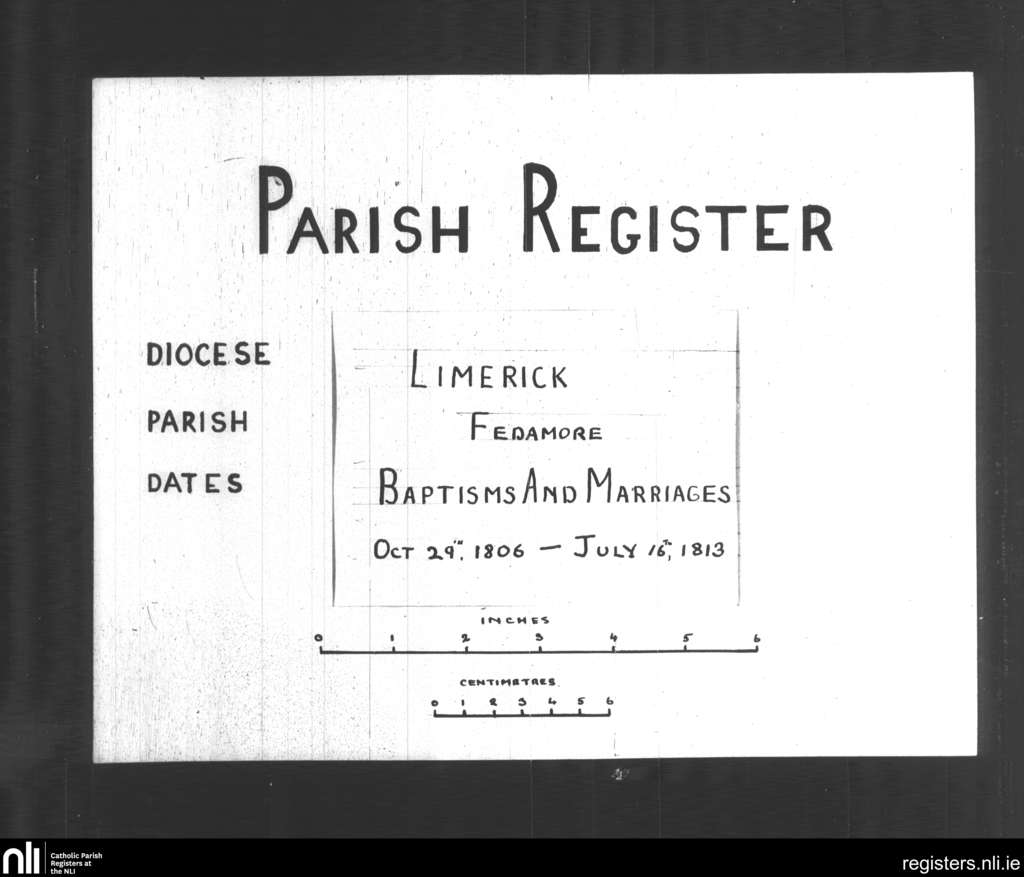 PARISH REGISTER
DIOCESE LIMERICK
PARISH FEDAMORE
DATES BAPTISMS AND MARRIAGES
OCT 29TH, 1806 — JULY 16TH, 1813
INCHES
0 1 2 3 4 5 6
CENTIMETRES
0 1 2 3 4 5 6
nli Catholic Parish
Registers at
the NLI
registers.nli.ie